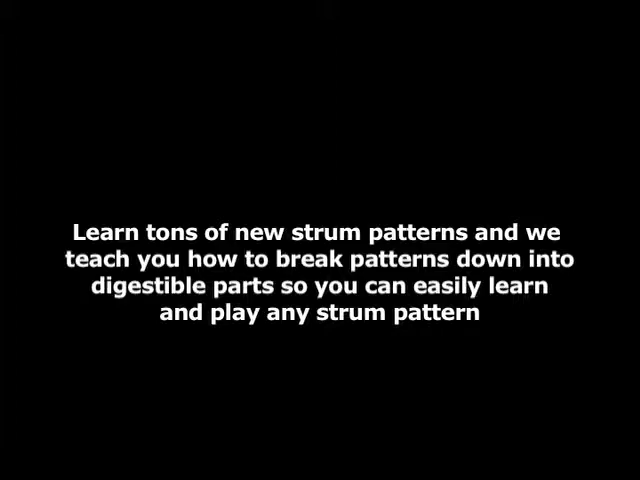 Learn tons of new strum patterns and we
teach you how to break patterns down into
digestible parts so you can easily learn
and play any strum pattern